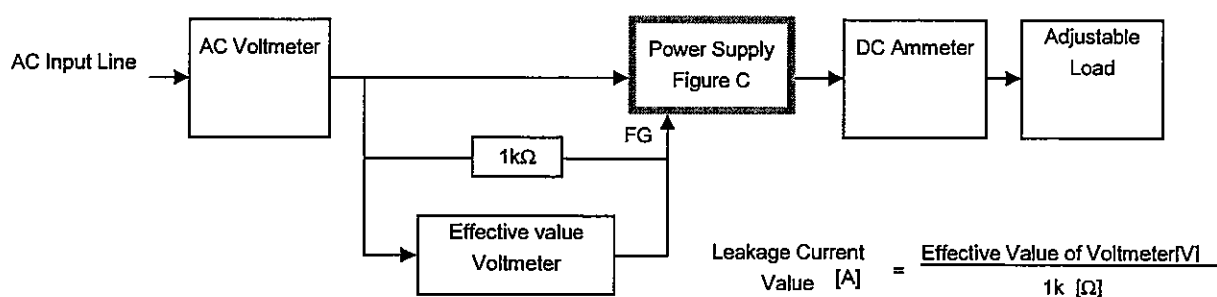 AC Input Line
AC Voltmeter
Power Supply
Figure C
DC Ammeter
Adjustable
Load
FG
1kΩ
Effective value
Voltmeter
Leakage Current
Value [A]
=
Effective Value of Voltmeter[V]
1k [Ω]